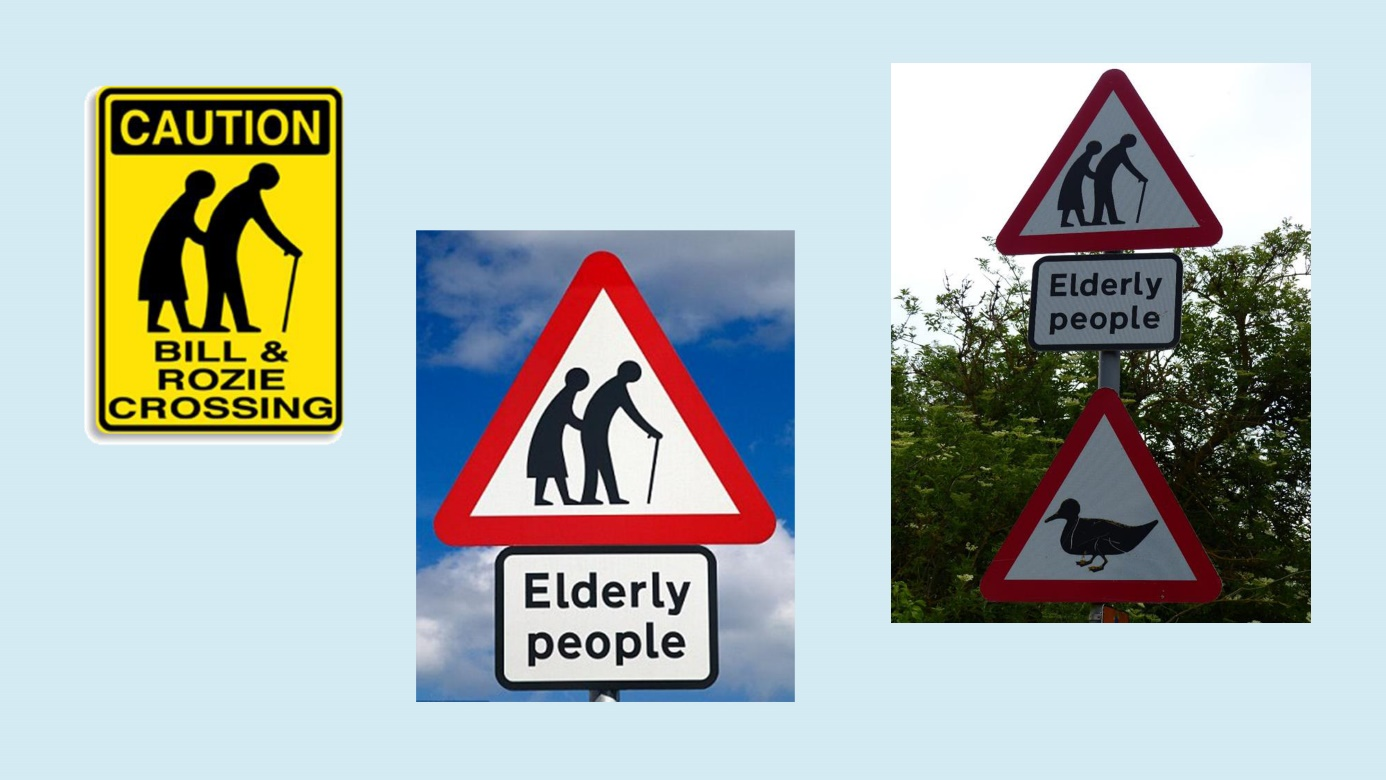 CAUTION
BILL &
ROZIE
CROSSING
Elderly
people
Elderly
people